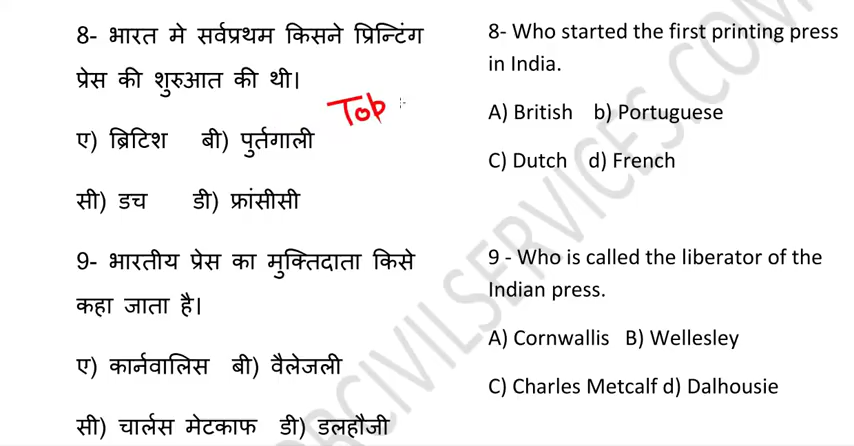 8- भारत मे सर्वप्रथम किसने प्रिन्टिंग
प्रेस की शुरुआत की थी।
Top
ए) ब्रिटिश बी) पुर्तगाली
सी) डच डी) फ्रांसीसी
9- भारतीय प्रेस का मुक्तिदाता किसे
कहा जाता है।
ए) कार्नवालिस बी) वैलेजली
सी) चार्लस मेटकाफ डी) डलहौजी
8- Who started the first printing press
in India.
A) British b) Portuguese
C) Dutch d) French
9 - Who is called the liberator of the
Indian press.
A) Cornwallis B) Wellesley
C) Charles Metcalf d) Dalhousie